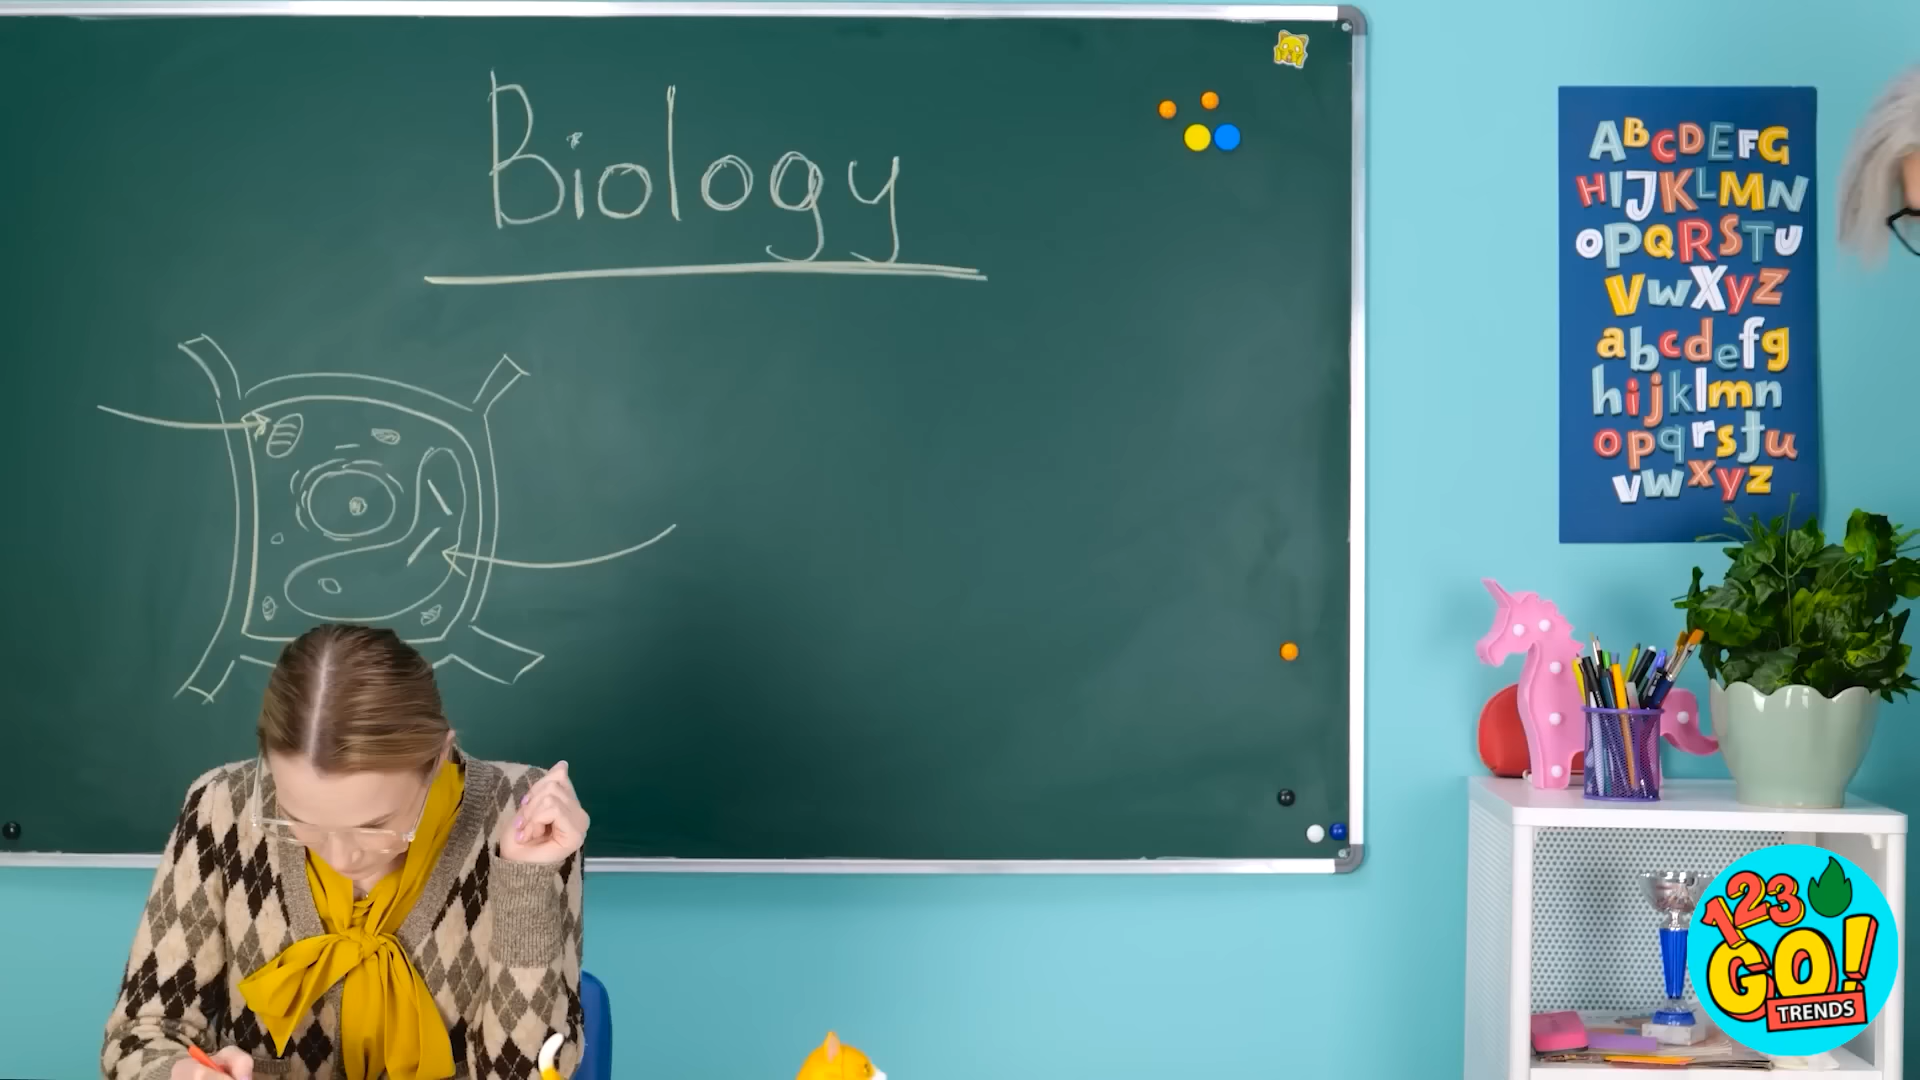 Biology
ABCDEFG
HIJKLMN
OPQRSTU
VWXYZ
abcdefg
hijklmn
opqrstu
vwxyz
123
GO!
TRENDS